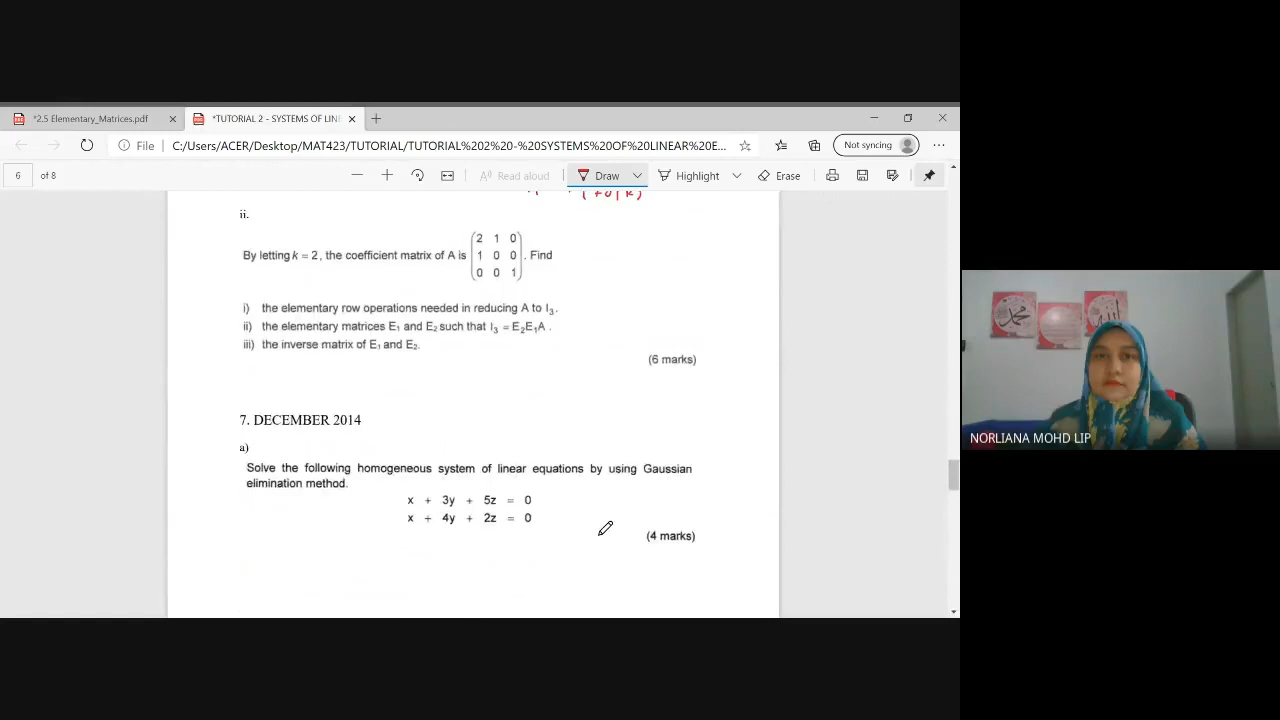 *2.5 Elementary_Matrices.pdf
*TUTORIAL 2 - SYSTEMS OF LINE
File
C:/Users/ACER/Desktop/MAT423/TUTORIAL/TUTORIAL%202%20-%20SYSTEMS%20OF%20LINEAR%20E...
Not syncing
6 of 8
Read aloud
Draw
Highlight
Erase
ii.
By letting k = 2, the coefficient matrix of A is (2 1 0
1 0 0
0 0 1). Find
i) the elementary row operations needed in reducing A to I₃.
ii) the elementary matrices E₁ and E₂ such that I₃ = E₂E₁A .
iii) the inverse matrix of E₁ and E₂.
(6 marks)
7. DECEMBER 2014
a)
Solve the following homogeneous system of linear equations by using Gaussian
elimination method.
x + 3y + 5z = 0
x + 4y + 2z = 0
(4 marks)
NORLIANA MOHD LIP